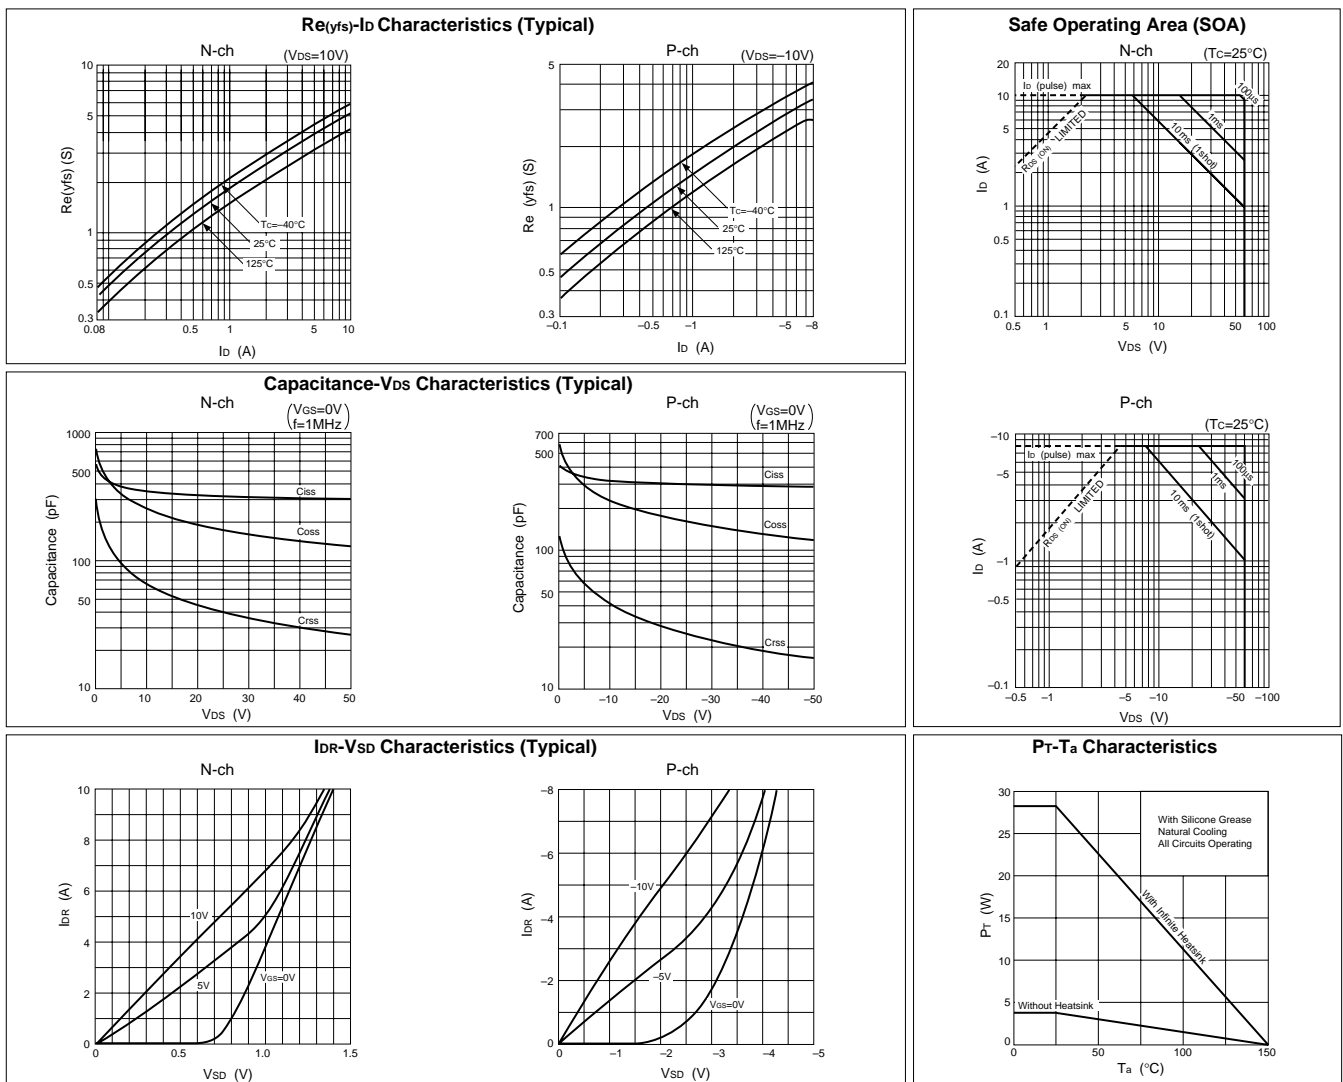 Re(yfs)-ID Characteristics (Typical)
N-ch
(VDS=10V)
10
5
1
0.5
0.3
Re(yfs) (S)
0.08
0.5
1
5
10
ID (A)
Tc=–40°C
25°C
125°C
P-ch
(VDS=–10V)
5
1
0.5
0.3
Re (yfs) (S)
–0.1
–0.5
–1
–5
–8
ID (A)
Tc=–40°C
25°C
125°C
Safe Operating Area (SOA)
N-ch
(Tc=25°C)
20
10
5
1
0.5
0.1
ID (A)
ID (pulse) max
RDS (ON) LIMITED
100µs
1ms
10ms (1shot)
0.5
1
5
10
50
100
VDS (V)
P-ch
(Tc=25°C)
–10
–5
–1
–0.5
–0.1
ID (A)
ID (pulse) max
RDS (ON) LIMITED
100µs
1ms
10ms (1shot)
–0.5
–1
–5
–10
–50
–100
VDS (V)
Capacitance-VDS Characteristics (Typical)
N-ch
(VGS=0V
f=1MHz)
1000
500
100
50
10
Capacitance (pF)
Ciss
Coss
Crss
0
10
20
30
40
50
VDS (V)
P-ch
(VGS=0V
f=1MHz)
700
500
100
50
10
Capacitance (pF)
Ciss
Coss
Crss
0
–10
–20
–30
–40
–50
VDS (V)
IDR-VSD Characteristics (Typical)
N-ch
10
8
6
4
2
0
IDR (A)
10V
5V
VGS=0V
0
0.5
1.0
1.5
VSD (V)
P-ch
–8
–6
–4
–2
0
IDR (A)
–10V
–5V
VGS=0V
0
–1
–2
–3
–4
–5
VSD (V)
PT-Ta Characteristics
30
25
20
15
10
5
0
PT (W)
With Silicone Grease
Natural Cooling
All Circuits Operating
With Infinite Heatsink
Without Heatsink
0
50
100
150
Ta (°C)